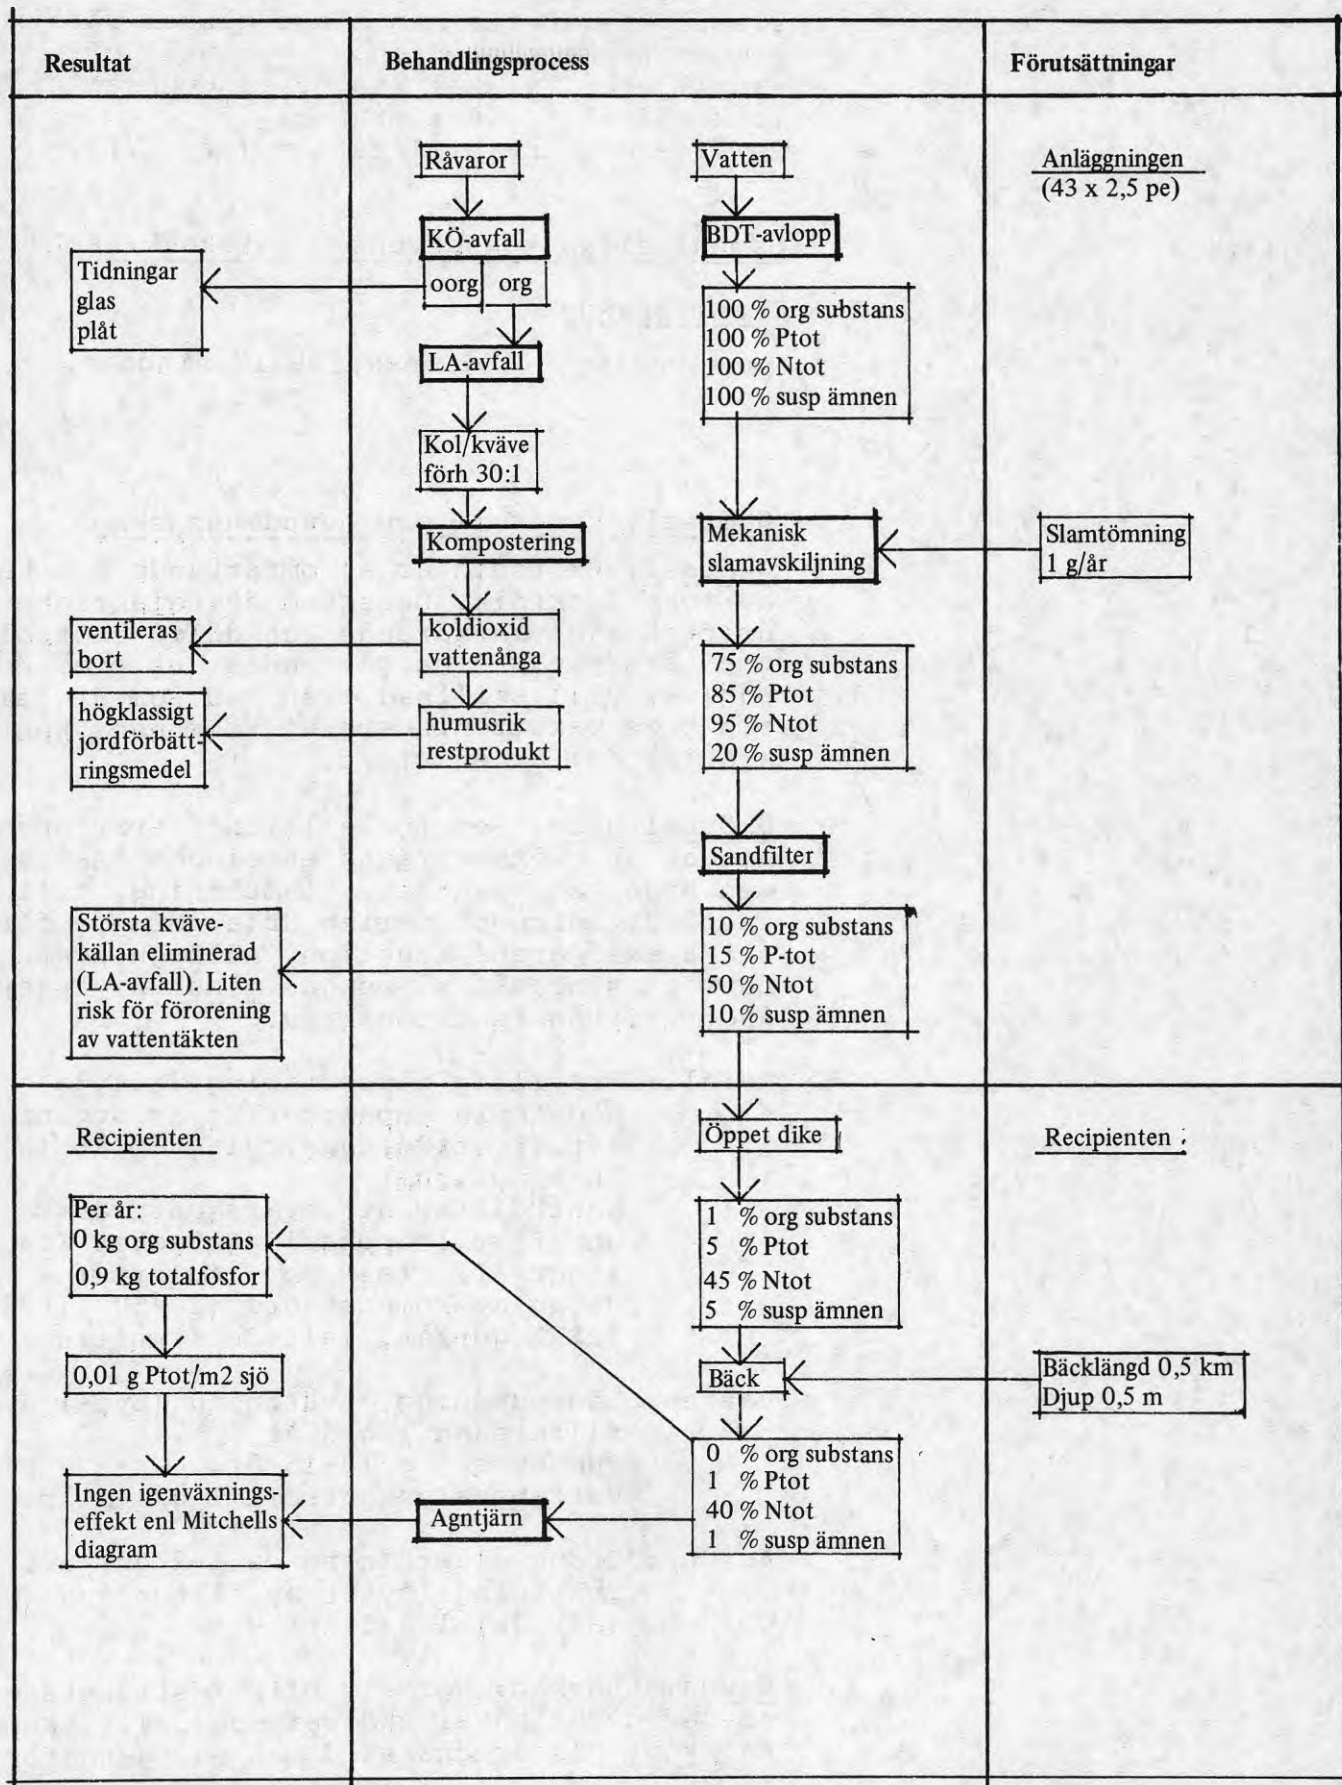 Resultat
Behandlingsprocess
Förutsättningar
Råvaror
Vatten
Anläggningen
(43 x 2,5 pe)
KÖ-avfall
BDT-avlopp
oorg
org
Tidningar
glas
plåt
100 % org substans
100 % Ptot
100 % Ntot
100 % susp ämnen
LA-avfall
Kol/kväve
förh 30:1
Kompostering
Mekanisk
slamavskiljning
Slamtömning
1 g/år
ventileras
bort
koldioxid
vattenånga
75 % org substans
85 % Ptot
95 % Ntot
20 % susp ämnen
högklassigt
jordförbätt-
ringsmedel
humusrik
restprodukt
Sandfilter
Största kväve-
källan eliminerad
(LA-avfall). Liten
risk för förorening
av vattentäkten
10 % org substans
15 % P-tot
50 % Ntot
10 % susp ämnen
Recipienten
Öppet dike
Recipienten
Per år:
0 kg org substans
0,9 kg totalfosfor
1 % org substans
5 % Ptot
45 % Ntot
5 % susp ämnen
0,01 g Ptot/m2 sjö
Bäck
Bäcklängd 0,5 km
Djup 0,5 m
0 % org substans
1 % Ptot
40 % Ntot
1 % susp ämnen
Ingen igenväxnings-
effekt enl Mitchells
diagram
Agntjärn